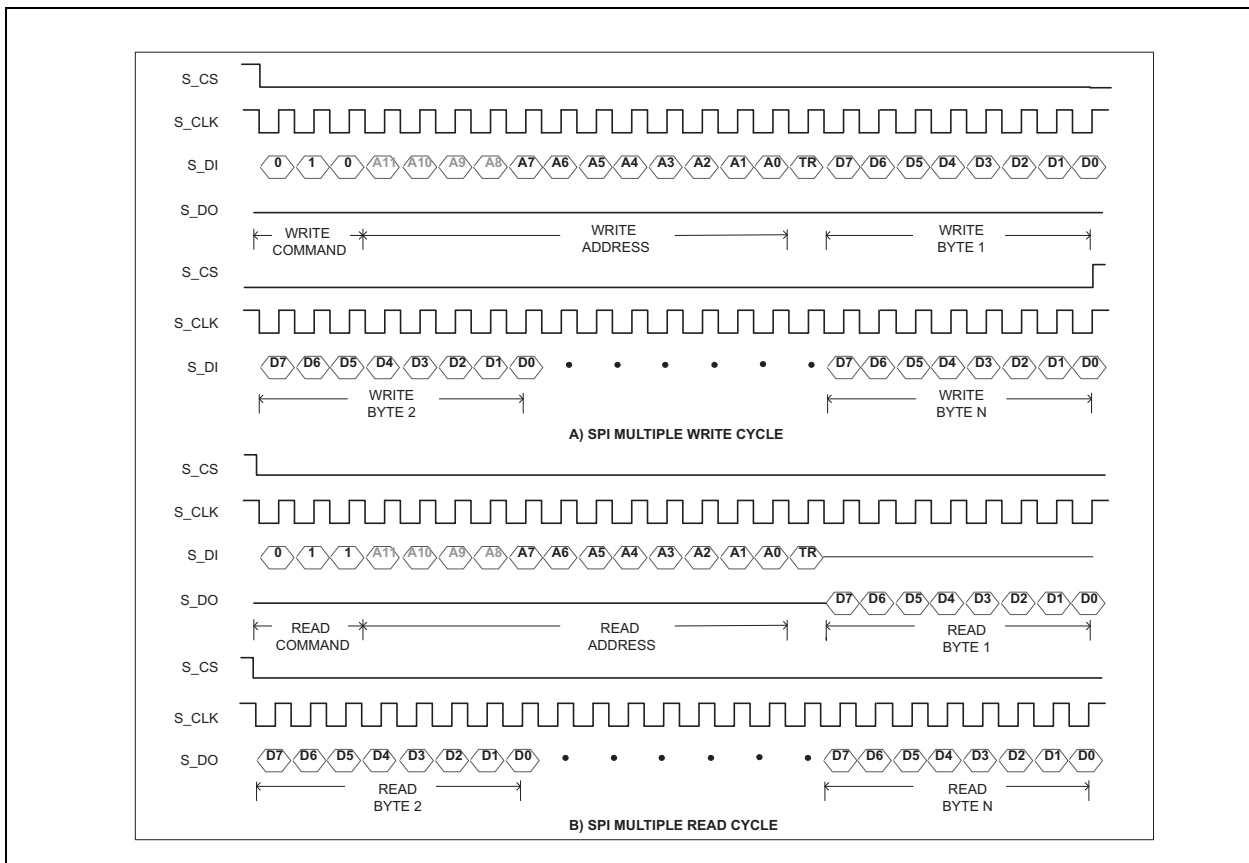 S_CS
S_CLK
S_DI 0 1 0 A11 A10 A9 A8 A7 A6 A5 A4 A3 A2 A1 A0 TR D7 D6 D5 D4 D3 D2 D1 D0
S_DO
WRITE COMMAND WRITE ADDRESS WRITE BYTE 1
S_CS
S_CLK
S_DI D7 D6 D5 D4 D3 D2 D1 D0 • • • • • • D7 D6 D5 D4 D3 D2 D1 D0
WRITE BYTE 2 WRITE BYTE N
A) SPI MULTIPLE WRITE CYCLE
S_CS
S_CLK
S_DI 0 1 1 A11 A10 A9 A8 A7 A6 A5 A4 A3 A2 A1 A0 TR
S_DO D7 D6 D5 D4 D3 D2 D1 D0
READ COMMAND READ ADDRESS READ BYTE 1
S_CS
S_CLK
S_DO D7 D6 D5 D4 D3 D2 D1 D0 • • • • • • D7 D6 D5 D4 D3 D2 D1 D0
READ BYTE 2 READ BYTE N
B) SPI MULTIPLE READ CYCLE